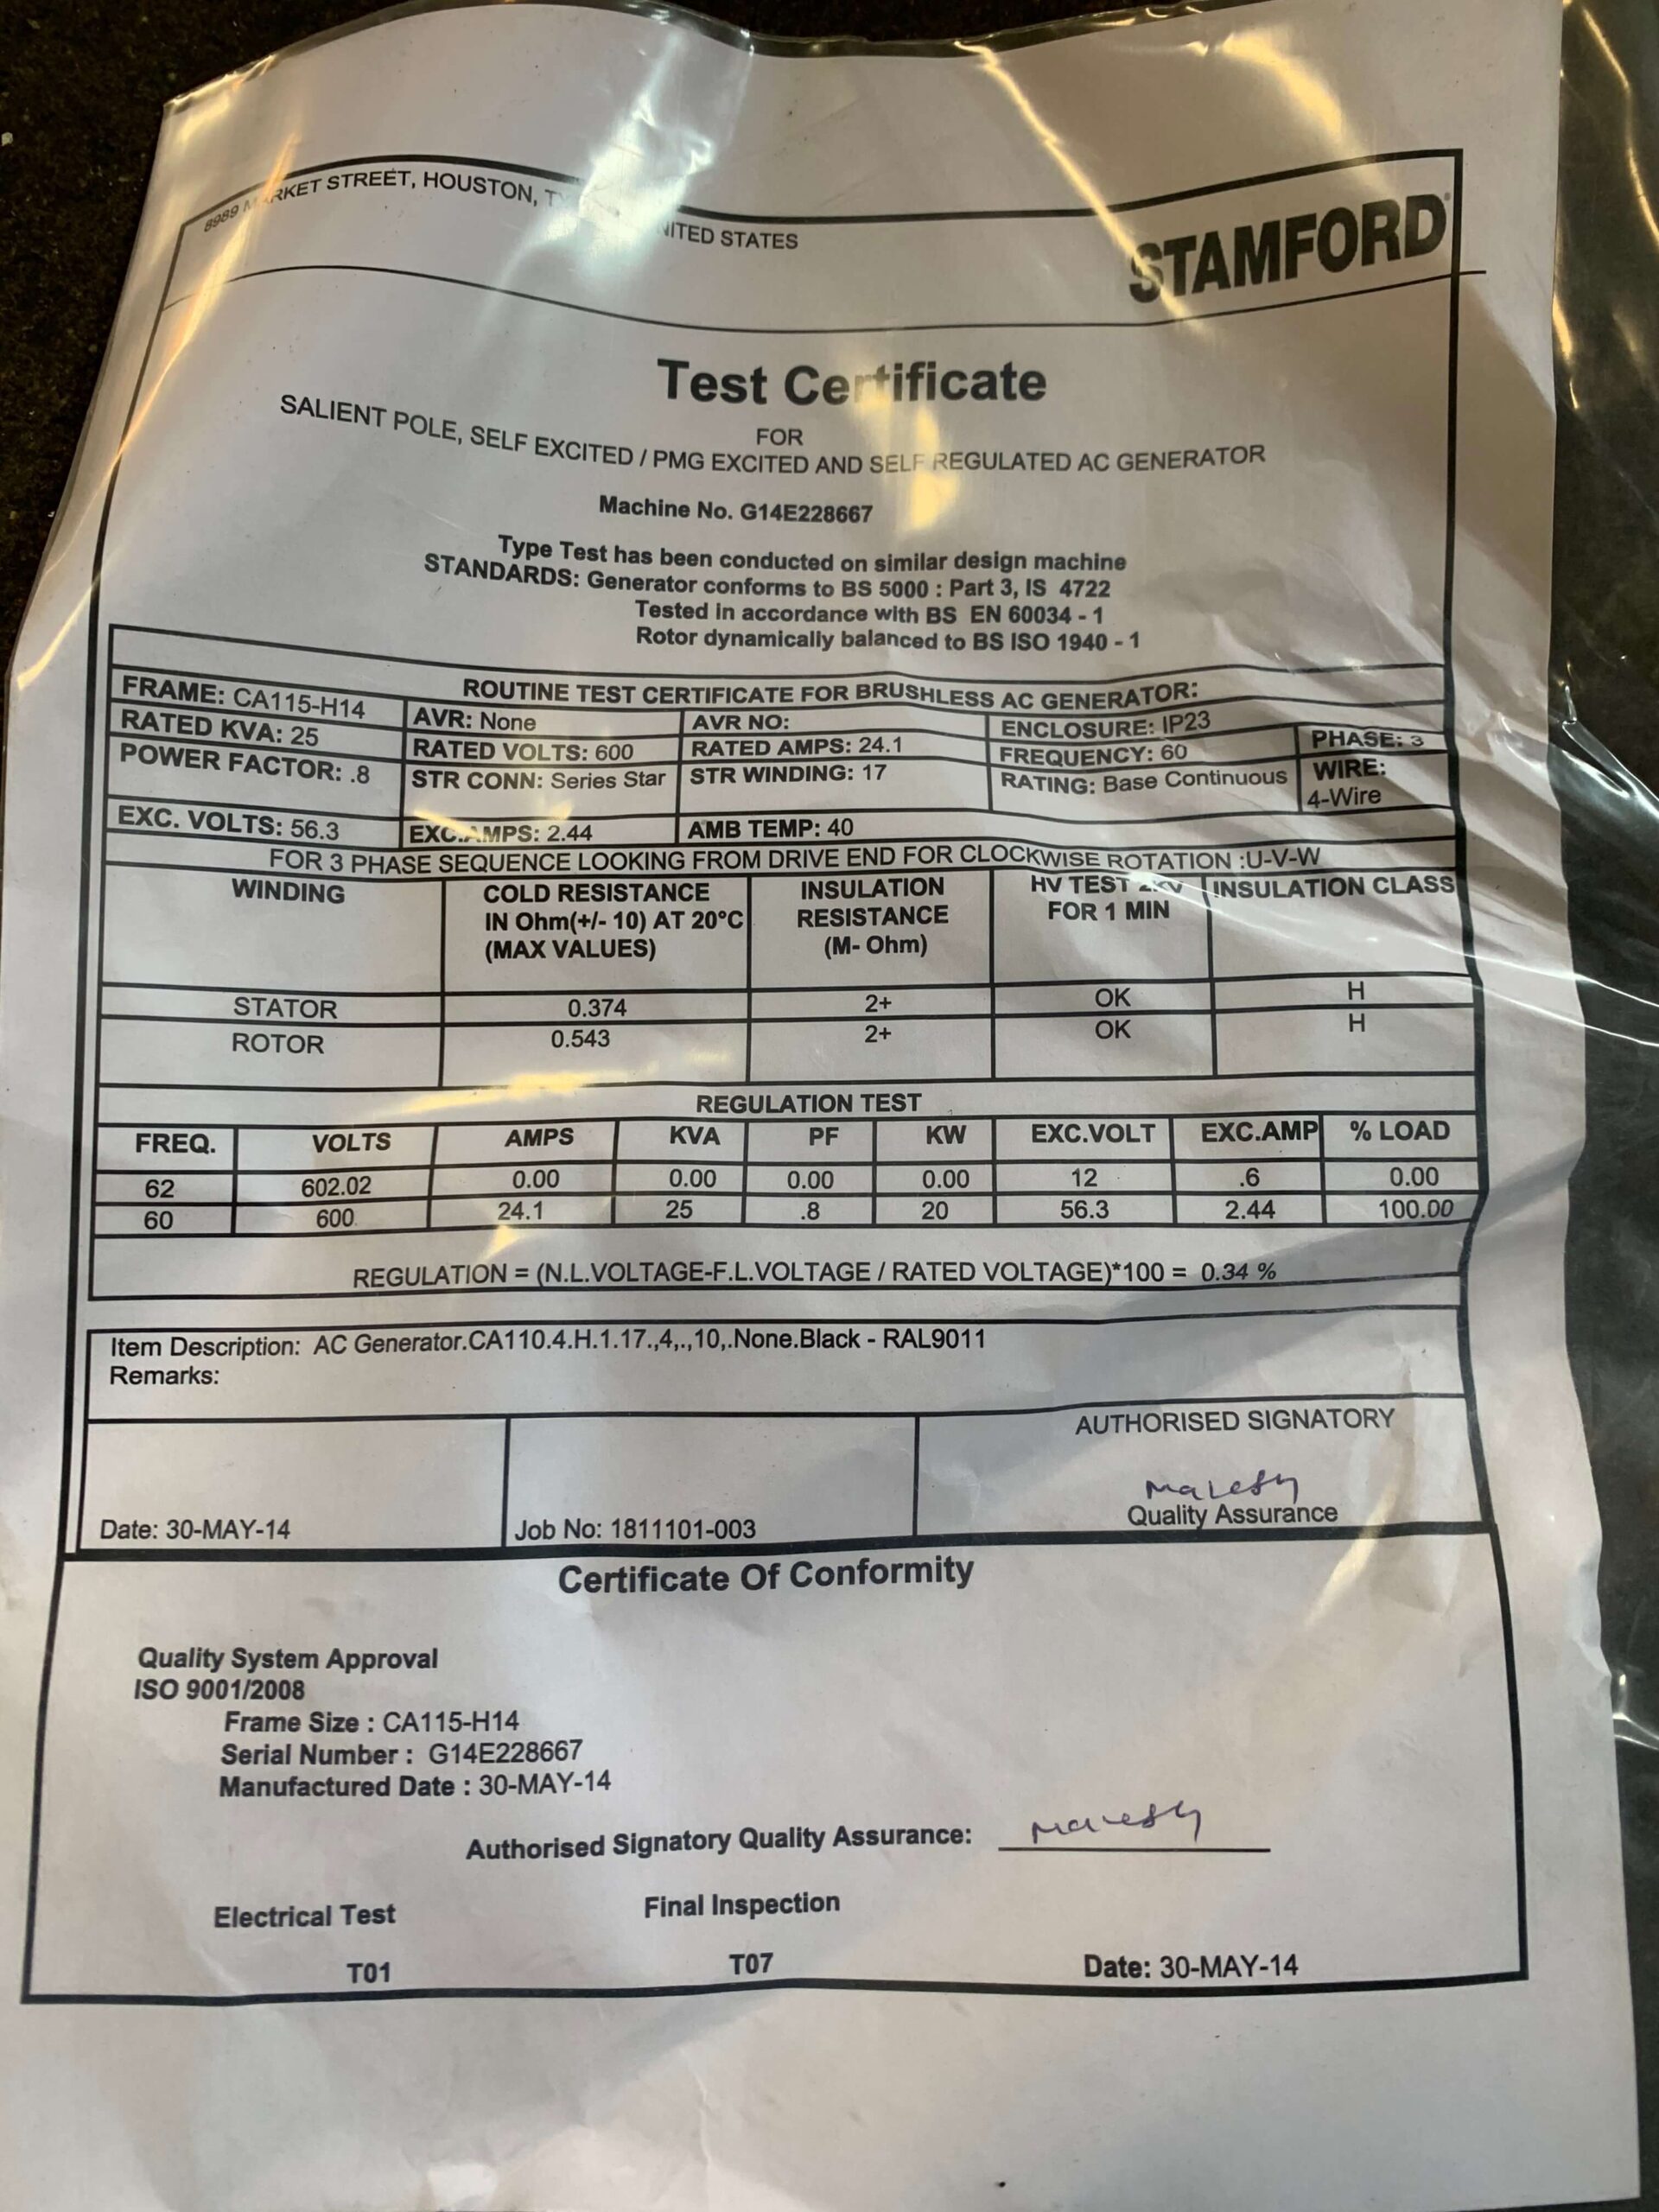 8989 MARKET STREET, HOUSTON, UNITED STATES
STAMFORD
Test Certificate
FOR
SALIENT POLE, SELF EXCITED / PMG EXCITED AND SELF REGULATED AC GENERATOR
Machine No. G14E228667
Type Test has been conducted on similar design machine
STANDARDS: Generator conforms to BS 5000 : Part 3, IS 4722
Tested in accordance with BS EN 60034 - 1
Rotor dynamically balanced to BS ISO 1940 - 1
ROUTINE TEST CERTIFICATE FOR BRUSHLESS AC GENERATOR:
FRAME: CA115-H14 AVR: None AVR NO: ENCLOSURE: IP23
RATED KVA: 25 RATED VOLTS: 600 RATED AMPS: 24.1 FREQUENCY: 60 PHASE: 3
POWER FACTOR: .8 STR CONN: Series Star STR WINDING: 17 RATING: Base Continuous WIRE:
4-Wire
EXC. VOLTS: 56.3 EXC.AMPS: 2.44 AMB TEMP: 40
FOR 3 PHASE SEQUENCE LOOKING FROM DRIVE END FOR CLOCKWISE ROTATION :U-V-W
WINDING COLD RESISTANCE INSULATION HV TEST 2KV INSULATION CLASS
IN Ohm(+/- 10) AT 20°C RESISTANCE FOR 1 MIN
(MAX VALUES) (M- Ohm)
STATOR 0.374 2+ OK H
ROTOR 0.543 2+ OK H
REGULATION TEST
FREQ. VOLTS AMPS KVA PF KW EXC.VOLT EXC.AMP % LOAD
62 602.02 0.00 0.00 0.00 0.00 12 .6 0.00
60 600 24.1 25 .8 20 56.3 2.44 100.00
REGULATION = (N.L.VOLTAGE-F.L.VOLTAGE / RATED VOLTAGE)*100 = 0.34 %
Item Description: AC Generator.CA110.4.H.1.17.,4,.,10,.None.Black - RAL9011
Remarks:
AUTHORISED SIGNATORY
Quality Assurance
Date: 30-MAY-14 Job No: 1811101-003
Certificate Of Conformity
Quality System Approval
ISO 9001/2008
Frame Size : CA115-H14
Serial Number : G14E228667
Manufactured Date : 30-MAY-14
Authorised Signatory Quality Assurance:
Electrical Test Final Inspection
T01 T07 Date: 30-MAY-14